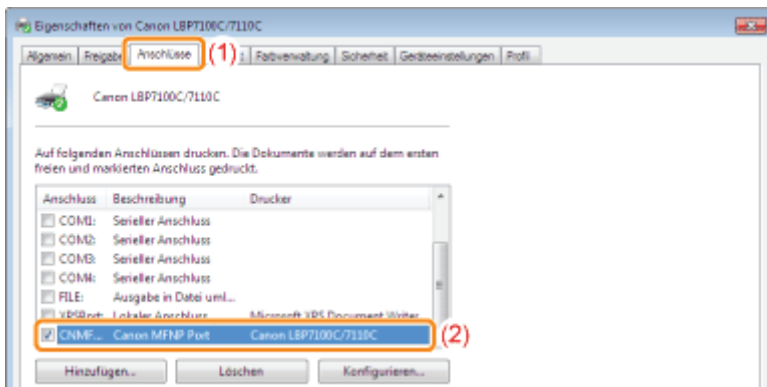 Eigenschaften von Canon LBP7100C/7110C
Allgemein Freigabe Anschlüsse (1) Farbverwaltung Sicherheit Geräteeinstellungen Profil
Canon LBP7100C/7110C
Auf folgenden Anschlüssen drucken. Die Dokumente werden auf dem ersten
freien und markierten Anschluss gedruckt.
Anschluss Beschreibung Drucker
COM1: Serieller Anschluss
COM2: Serieller Anschluss
COM3: Serieller Anschluss
COM4: Serieller Anschluss
FILE: Ausgabe in Datei uml...
XPSPort: Lokaler Anschluss Microsoft XPS Document Writer
CNMF... Canon MFNP Port Canon LBP7100C/7110C (2)
Hinzufügen... Löschen Konfigurieren...